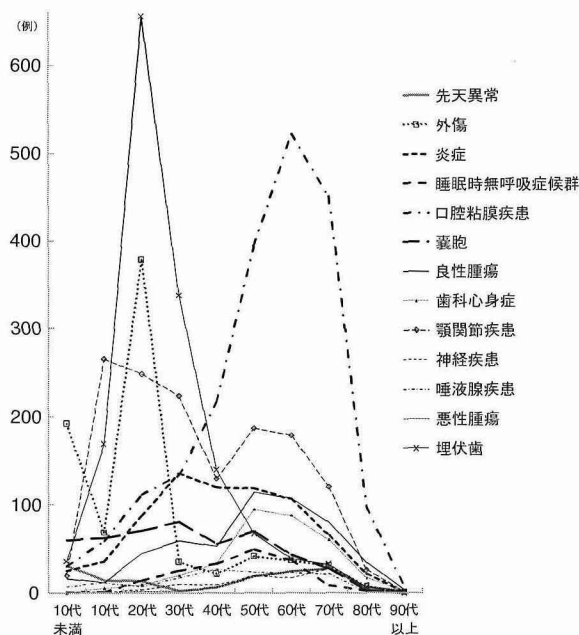 (例)
600
500
400
300
200
100
0
10代
未満
10代
20代
30代
40代
50代
60代
70代
80代
90代
以上
先天異常
外傷
炎症
睡眠時無呼吸症候群
口腔粘膜疾患
嚢胞
良性腫瘍
歯科心身症
顎関節疾患
神経疾患
唾液腺疾患
悪性腫瘍
埋伏歯